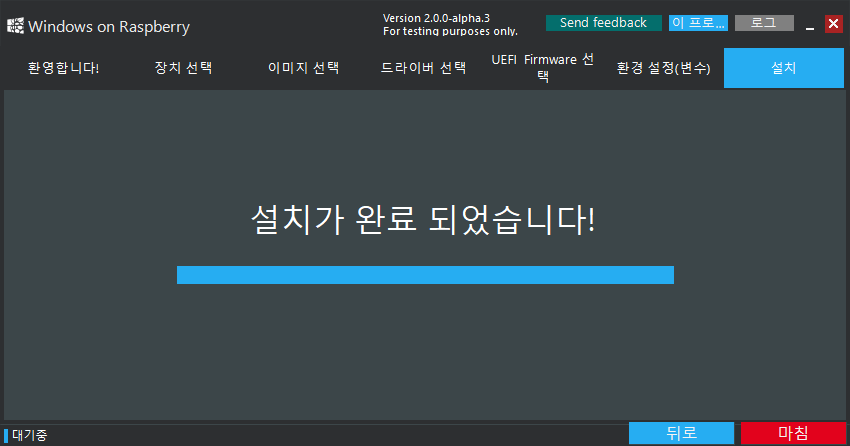 Windows on Raspberry
Version 2.0.0-alpha.3
For testing purposes only.
Send feedback
이 프로...
로그
환영합니다!
장치 선택
이미지 선택
드라이버 선택
UEFI Firmware 선
택
환경 설정(변수)
설치
설치가 완료 되었습니다!
대기중
뒤로
마침